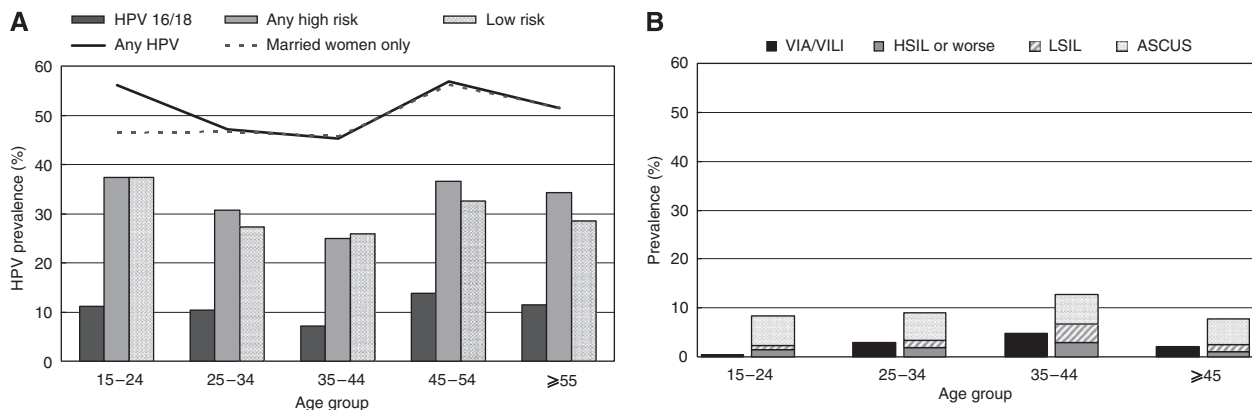 A
HPV 16/18
Any high risk
Low risk
Any HPV
Married women only
60
50
40
30
20
10
0
HPV prevalence (%)
15–24
25–34
35–44
45–54
⩾55
Age group
B
VIA/VILI
HSIL or worse
LSIL
ASCUS
60
50
40
30
20
10
0
Prevalence (%)
15–24
25–34
35–44
⩾45
Age group